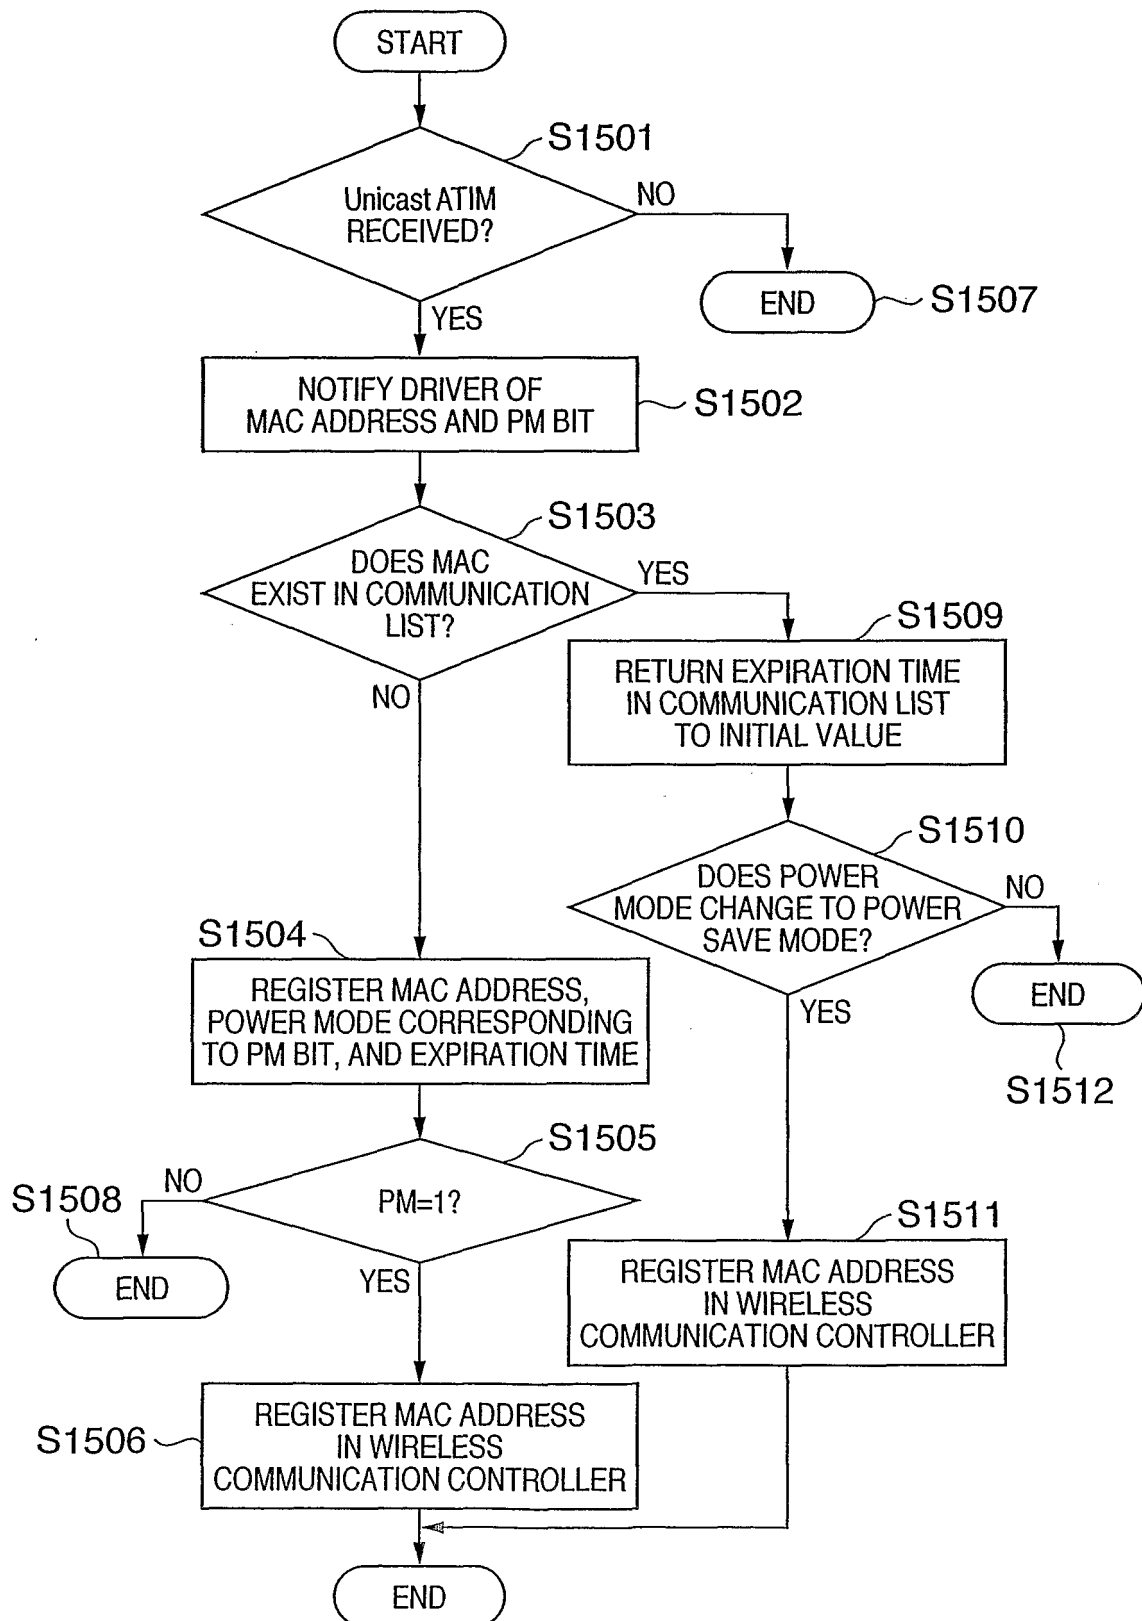 START
S1501
Unicast ATIM
RECEIVED?
NO
END
S1507
YES
NOTIFY DRIVER OF
MAC ADDRESS AND PM BIT
S1502
S1503
DOES MAC
EXIST IN COMMUNICATION
LIST?
YES
NO
S1509
RETURN EXPIRATION TIME
IN COMMUNICATION LIST
TO INITIAL VALUE
S1510
DOES POWER
MODE CHANGE TO POWER
SAVE MODE?
NO
END
S1512
YES
S1504
REGISTER MAC ADDRESS,
POWER MODE CORRESPONDING
TO PM BIT, AND EXPIRATION TIME
S1505
PM=1?
NO
S1508
END
YES
S1511
REGISTER MAC ADDRESS
IN WIRELESS
COMMUNICATION CONTROLLER
S1506
REGISTER MAC ADDRESS
IN WIRELESS
COMMUNICATION CONTROLLER
END